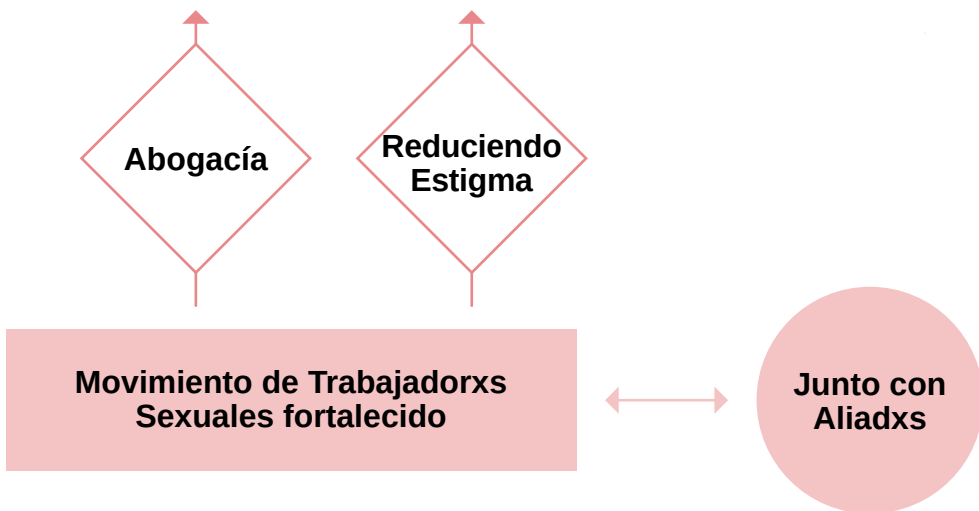 Abogacía
Reduciendo
Estigma
Movimiento de Trabajadorxs
Sexuales fortalecido
Junto con
Aliadxs